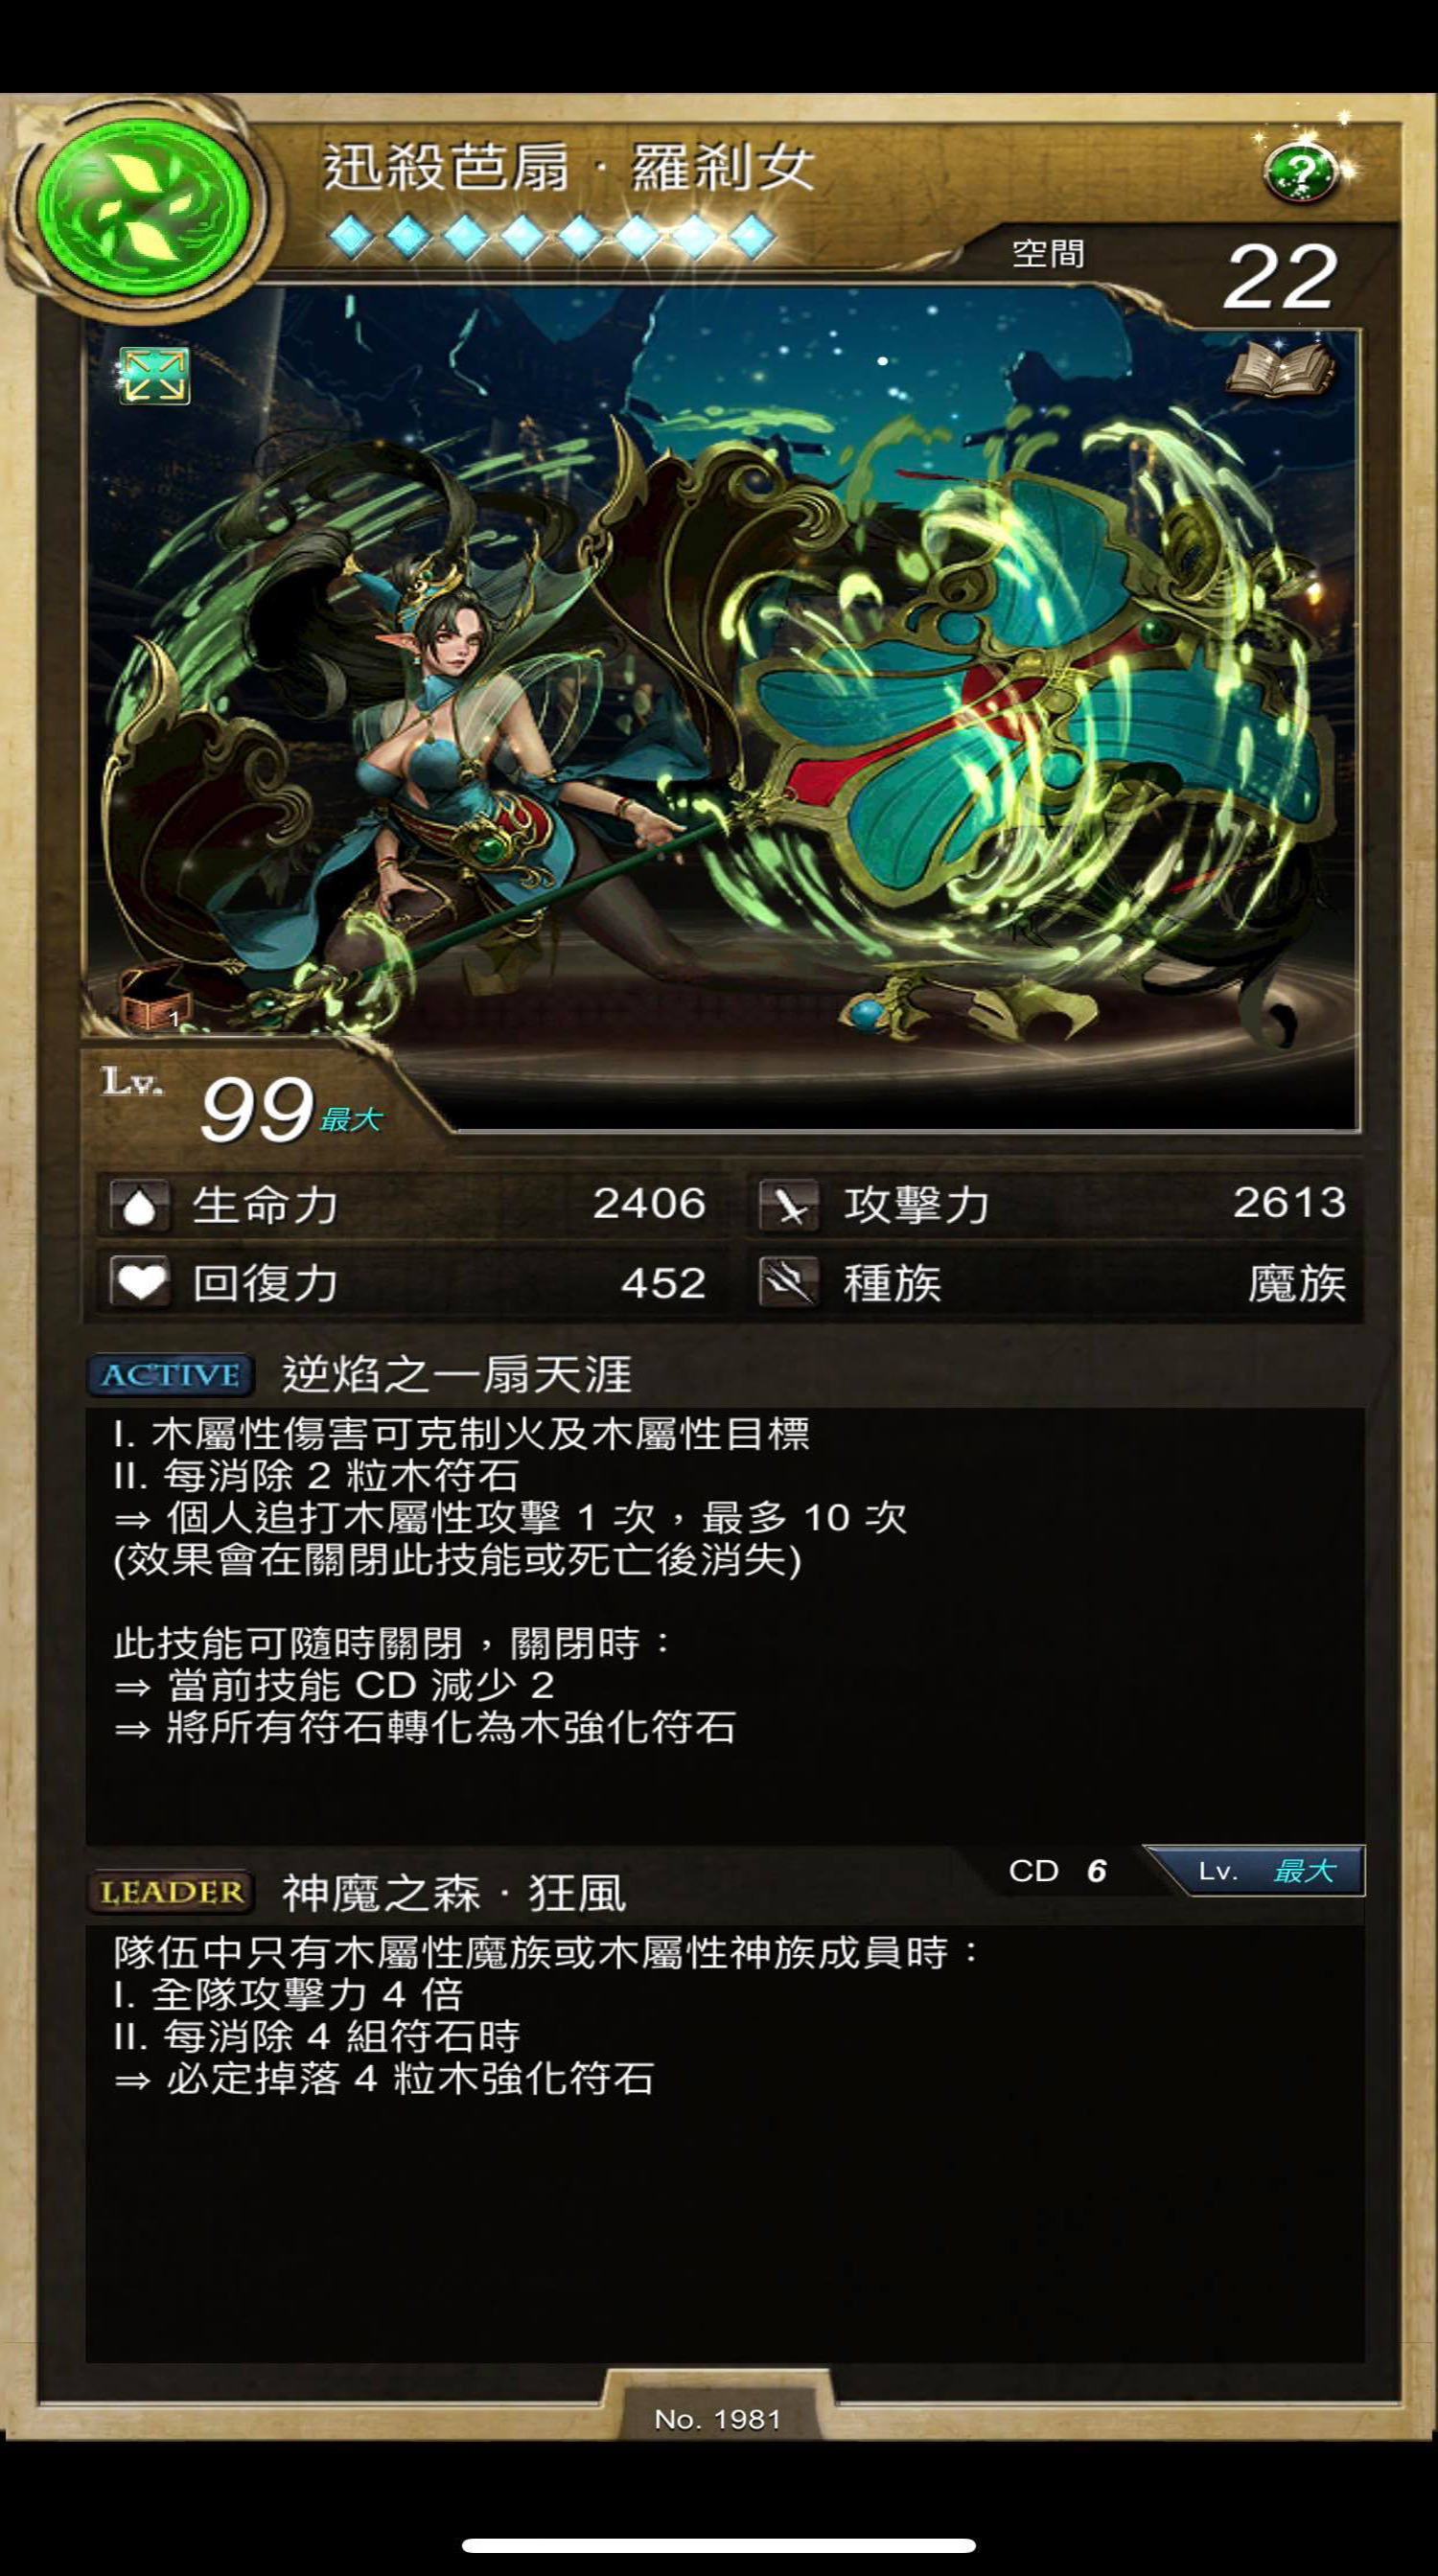 迅殺芭扇·羅剎女
空間
22
1
Lv. 99 最大
生命力 2406 攻擊力 2613
回復力 452 種族 魔族
ACTIVE 逆焰之一扇天涯
I. 木屬性傷害可克制火及木屬性目標
II. 每消除 2 粒木符石
⇒ 個人追打木屬性攻擊 1 次，最多 10 次
(效果會在關閉此技能或死亡後消失)
此技能可隨時關閉，關閉時：
⇒ 當前技能 CD 減少 2
⇒ 將所有符石轉化為木強化符石
CD 6 Lv. 最大
LEADER 神魔之森·狂風
隊伍中只有木屬性魔族或木屬性神族成員時：
I. 全隊攻擊力 4 倍
II. 每消除 4 組符石時
⇒ 必定掉落 4 粒木強化符石
No. 1981